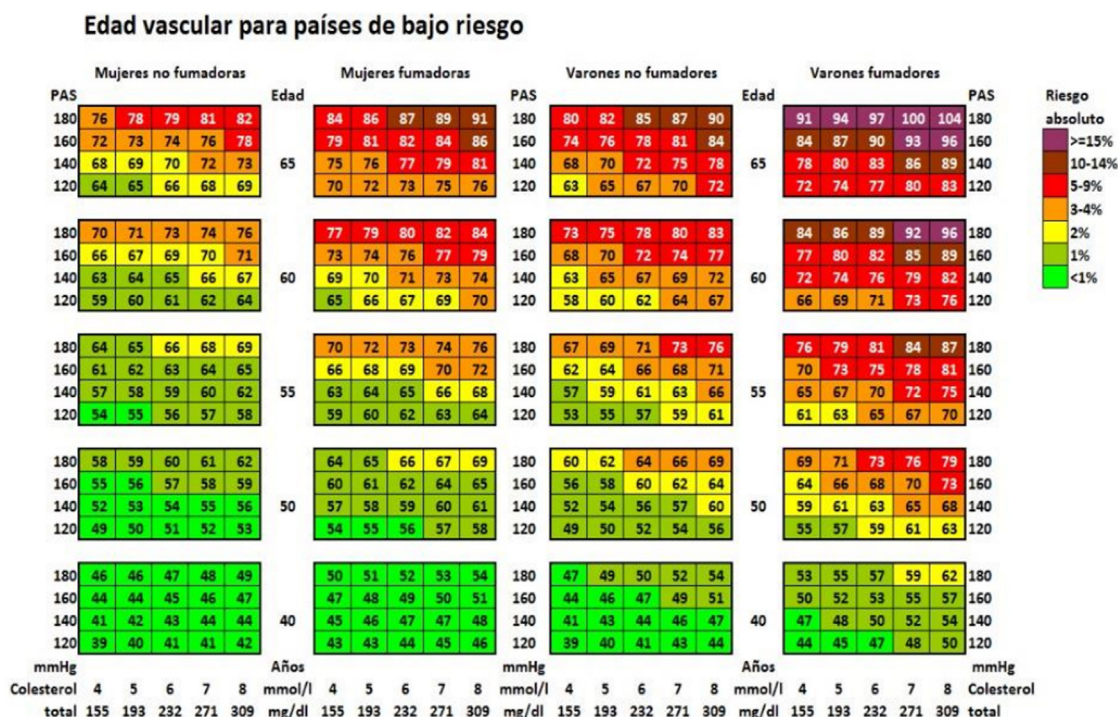 Edad vascular para países de bajo riesgo
Mujeres no fumadoras Mujeres fumadoras Varones no fumadores Varones fumadores
PAS Edad PAS Edad PAS Riesgo
absoluto
180 76 78 79 81 82 84 86 87 89 91 180 80 82 85 87 90 91 94 97 100 104 180 >=15%
160 72 73 74 76 78 79 81 82 84 86 160 74 76 78 81 84 84 87 90 93 96 160 10-14%
140 68 69 70 72 73 65 75 76 77 79 81 140 68 70 72 75 78 65 78 80 83 86 89 140 5-9%
120 64 65 66 68 69 70 72 73 75 76 120 63 65 67 70 72 72 74 77 80 83 120 3-4%
2%
1%
<1%
180 70 71 73 74 76 77 79 80 82 84 180 73 75 78 80 83 84 86 89 92 96 180
160 66 67 69 70 71 73 74 76 77 79 160 68 70 72 74 77 77 80 82 85 89 160
140 63 64 65 66 67 60 69 70 71 73 74 140 63 65 67 69 72 60 72 74 76 79 82 140
120 59 60 61 62 64 65 66 67 69 70 120 58 60 62 64 67 66 69 71 73 76 120
180 64 65 66 68 69 70 72 73 74 76 180 67 69 71 73 76 76 79 81 84 87 180
160 61 62 63 64 65 66 68 69 70 72 160 62 64 66 68 71 70 73 75 78 81 160
140 57 58 59 60 62 55 63 64 65 66 68 140 57 59 61 63 66 55 65 67 70 72 75 140
120 54 55 56 57 58 59 60 62 63 64 120 53 55 57 59 61 61 63 65 67 70 120
180 58 59 60 61 62 64 65 66 67 69 180 60 62 64 66 69 69 71 73 76 79 180
160 55 56 57 58 59 60 61 62 64 65 160 56 58 60 62 64 64 66 68 70 73 160
140 52 53 54 55 56 50 57 58 59 60 61 140 52 54 56 57 60 50 59 61 63 65 68 140
120 49 50 51 52 53 54 55 56 57 58 120 49 50 52 54 56 55 57 59 61 63 120
180 46 46 47 48 49 50 51 52 53 54 180 47 49 50 52 54 53 55 57 59 62 180
160 44 44 45 46 47 47 48 49 50 51 160 44 46 47 49 51 50 52 53 55 57 160
140 41 42 43 44 44 40 45 46 47 47 48 140 41 43 44 46 47 40 47 48 50 52 54 140
120 39 40 41 41 42 43 43 44 45 46 120 39 40 41 43 44 44 45 47 48 50 120
mmHg Años mmHg Años mmHg
Colesterol 4 5 6 7 8 mmol/l 4 5 6 7 8 mmol/l 4 5 6 7 8 mmol/l 4 5 6 7 8 Colesterol
total 155 193 232 271 309 mg/dl 155 193 232 271 309 mg/dl 155 193 232 271 309 mg/dl 155 193 232 271 309 total